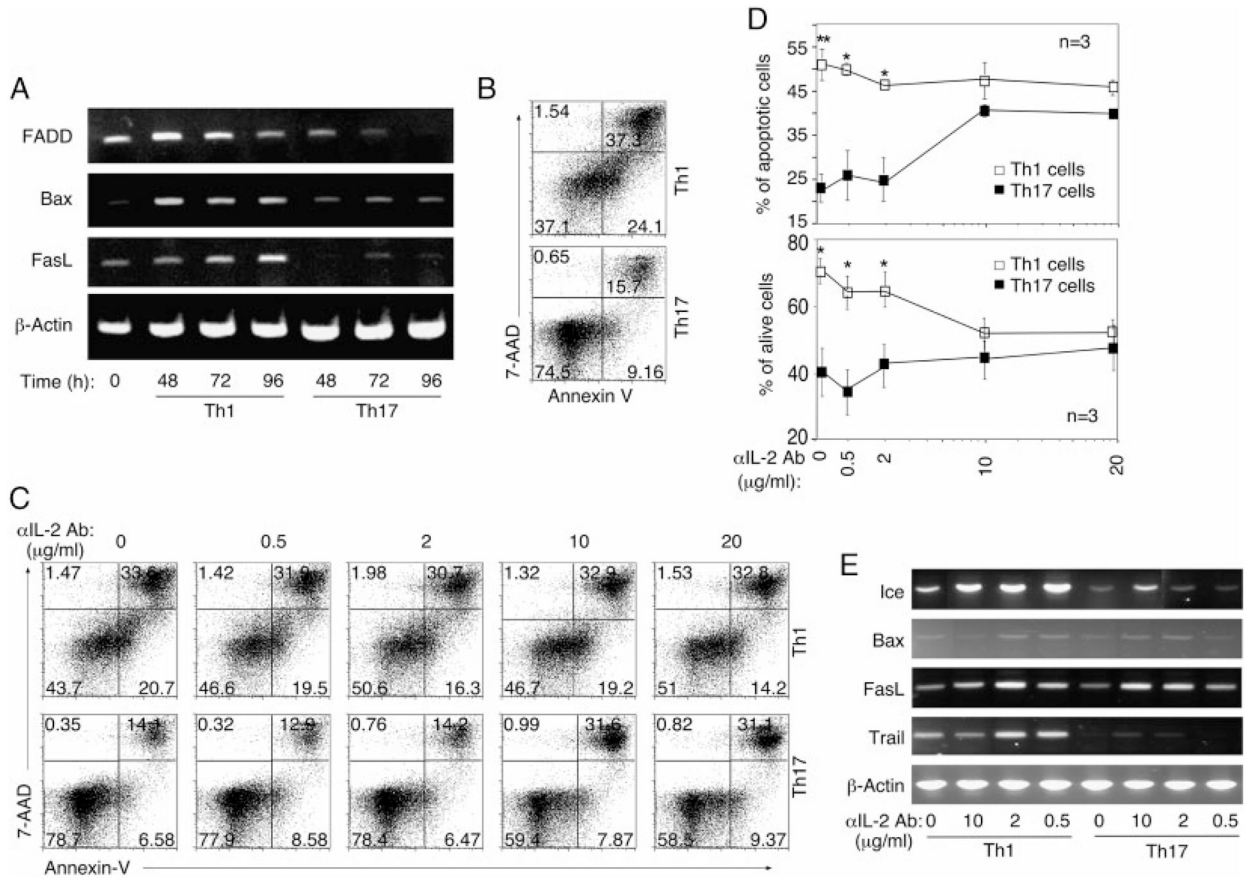 A
FADD
Bax
FasL
β-Actin
Time (h): 0 48 72 96 48 72 96
Th1 Th17
B
1.54
37.3
37.1 24.1
Th1
0.65
15.7
74.5 9.16
Th17
7-AAD
Annexin V
C
αIL-2 Ab:
(μg/ml) 0 0.5 2 10 20
1.47 1.42 31.9 1.98 30.7 1.32 32.9 1.53 32.8
43.7 20.7 46.6 19.5 50.6 16.3 46.7 19.2 51 14.2
Th1
0.35 14.1 0.32 12.9 0.76 14.2 0.99 31.6 0.82 31.1
78.7 6.58 77.9 8.58 78.4 6.47 59.4 7.87 9.37
Th17
7-AAD
Annexin-V
D
% of apoptotic cells
55
45
35
25
15
** * *
n=3
Th1 cells
Th17 cells
% of alive cells
80
60
40
20
* * *
Th1 cells
Th17 cells
n=3
αIL-2 Ab
(μg/ml):
0 0.5 2 10 20
E
Ice
Bax
FasL
Trail
β-Actin
αIL-2 Ab 0 10 2 0.5 0 10 2 0.5
(μg/ml)
Th1 Th17